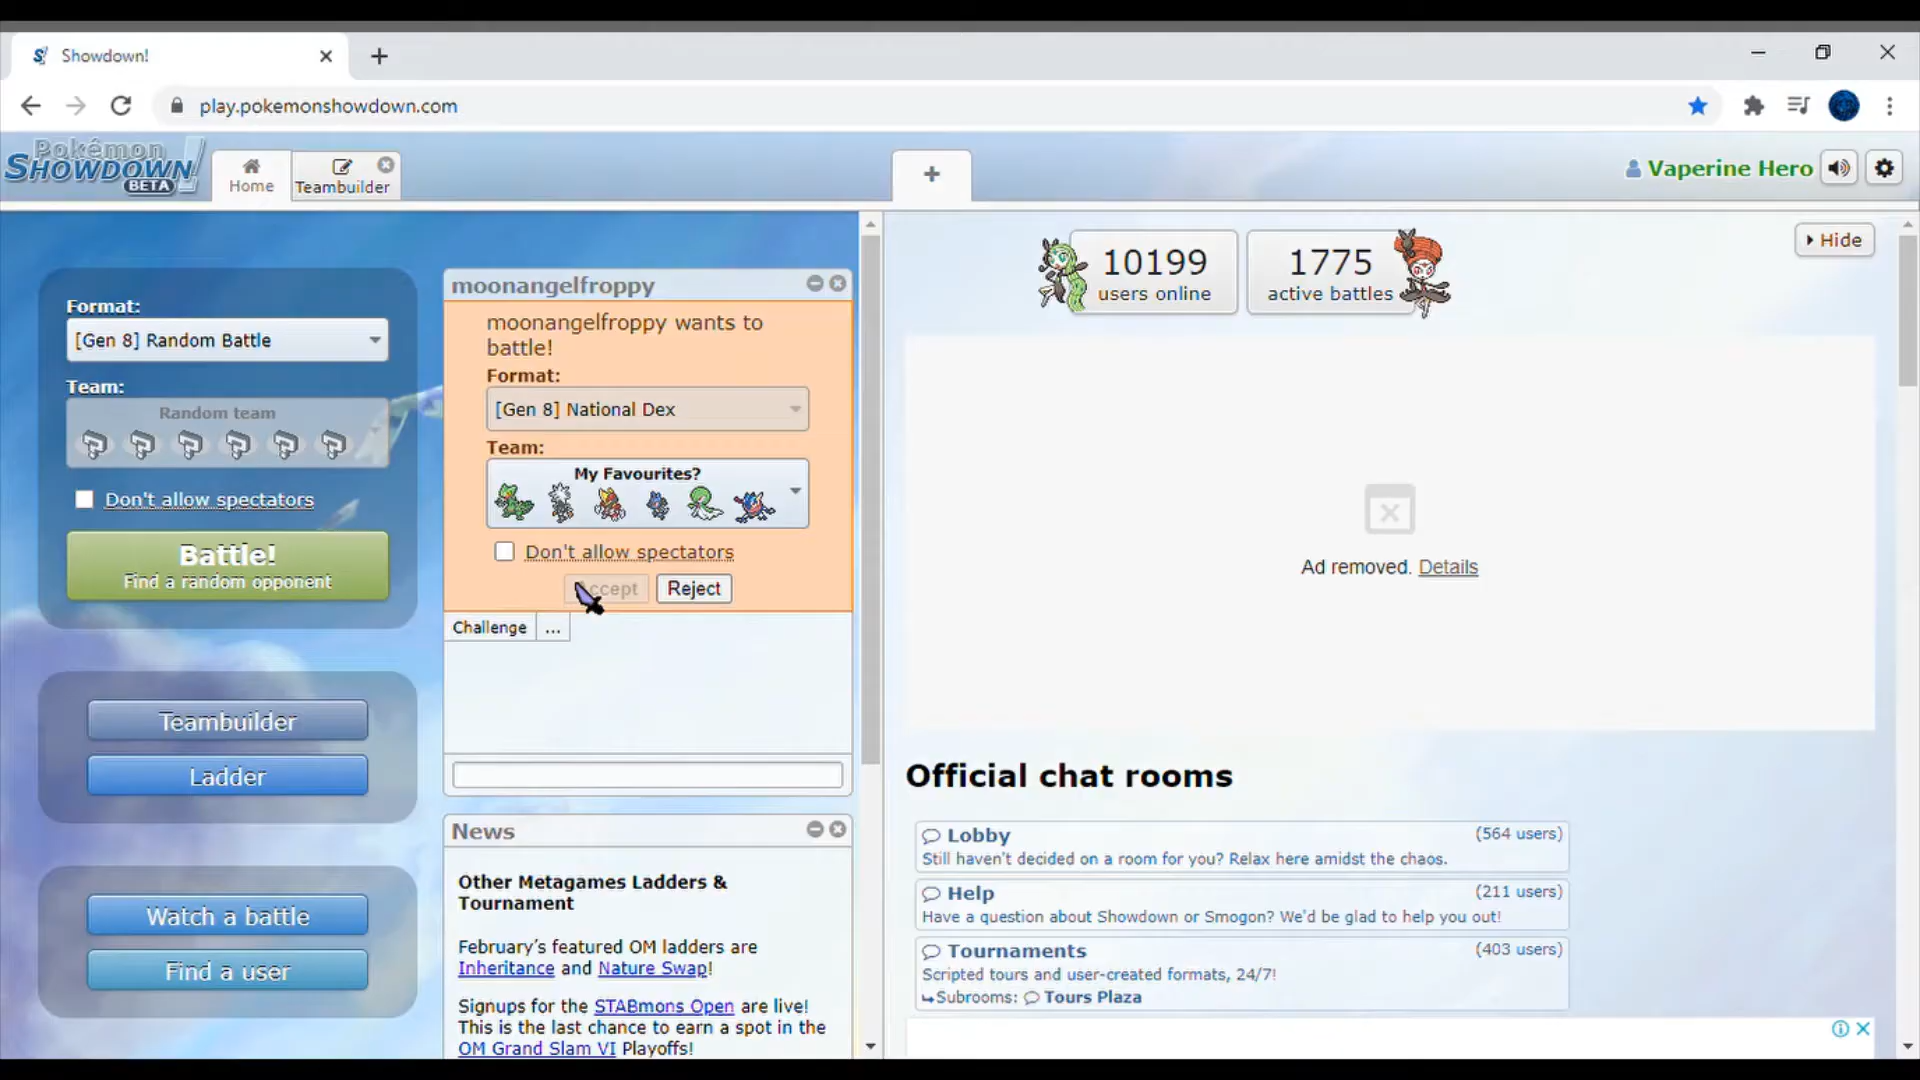 Showdown!
play.pokemonshowdown.com
Pokémon
SHOWDOWN!
BETA
Home
Teambuilder
Vaperine Hero
Format:
[Gen 8] Random Battle
Team:
Random team
Don't allow spectators
Battle!
Find a random opponent
Teambuilder
Ladder
Watch a battle
Find a user
moonangelfroppy
moonangelfroppy wants to
battle!
Format:
[Gen 8] National Dex
Team:
My Favourites?
Don't allow spectators
Accept Reject
Challenge ...
News
Other Metagames Ladders &
Tournament
February's featured OM ladders are
Inheritance and Nature Swap!
Signups for the STABmons Open are live!
This is the last chance to earn a spot in the
OM Grand Slam VI Playoffs!
10199
users online
1775
active battles
Hide
Ad removed. Details
Official chat rooms
Lobby (564 users)
Still haven't decided on a room for you? Relax here amidst the chaos.
Help (211 users)
Have a question about Showdown or Smogon? We'd be glad to help you out!
Tournaments (403 users)
Scripted tours and user-created formats, 24/7!
Subrooms: Tours Plaza